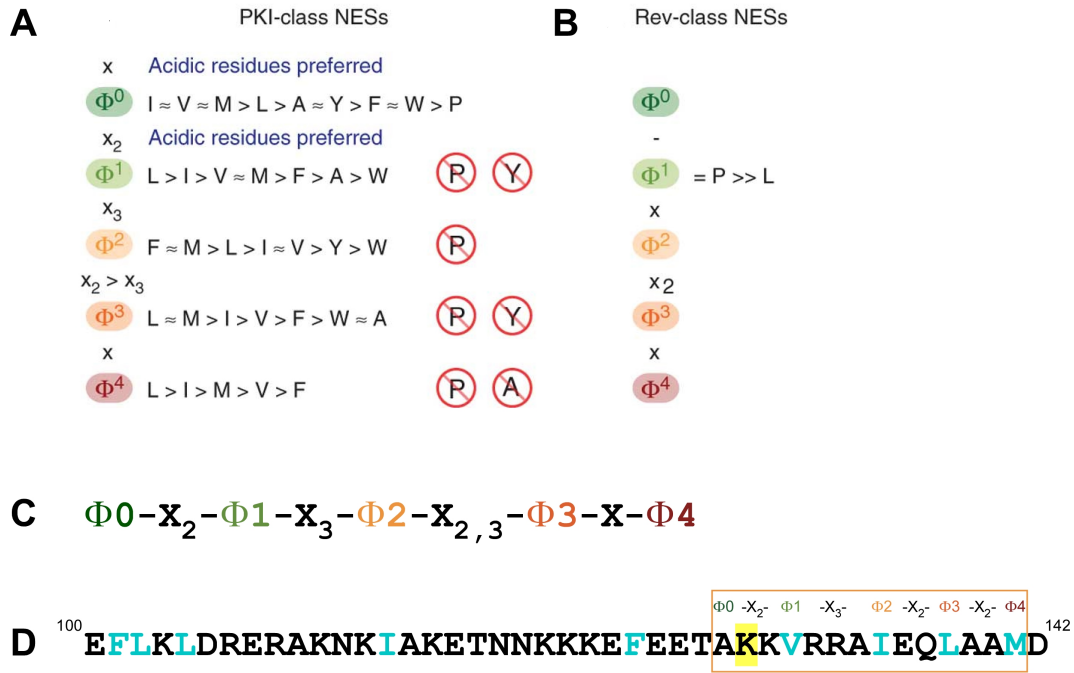 A PKI-class NESs
x Acidic residues preferred
Φ⁰ I ≈ V ≈ M > L > A ≈ Y > F ≈ W > P
x₂ Acidic residues preferred
Φ¹ L > I > V ≈ M > F > A > W P Y
x₃
Φ² F ≈ M > L > I ≈ V > Y > W P
x₂ > x₃
Φ³ L ≈ M > I > V > F > W ≈ A P Y
x
Φ⁴ L > I > M > V > F P A
B Rev-class NESs
Φ⁰
-
Φ¹ = P >> L
x
Φ²
x₂
Φ³
x
Φ⁴
C Φ0-X₂-Φ1-X₃-Φ2-X₂,₃-Φ3-X-Φ4
Φ0 -X₂- Φ1 -X₃- Φ2 -X₂- Φ3 -X₂- Φ4
D 100 EFLKLDRERAKNKIAKETNNKKKEFEETAKKVRRAIEQLAAMD 142